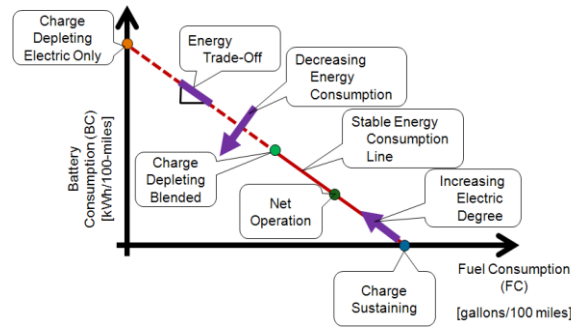 Charge
Depleting
Electric Only
Energy
Trade-Off
Decreasing
Energy
Consumption
Stable Energy
Consumption
Line
Battery
Consumption (BC)
[kWh/100-miles]
Charge
Depleting
Blended
Net
Operation
Increasing
Electric
Degree
Charge
Sustaining
Fuel Consumption
(FC)
[gallons/100 miles]